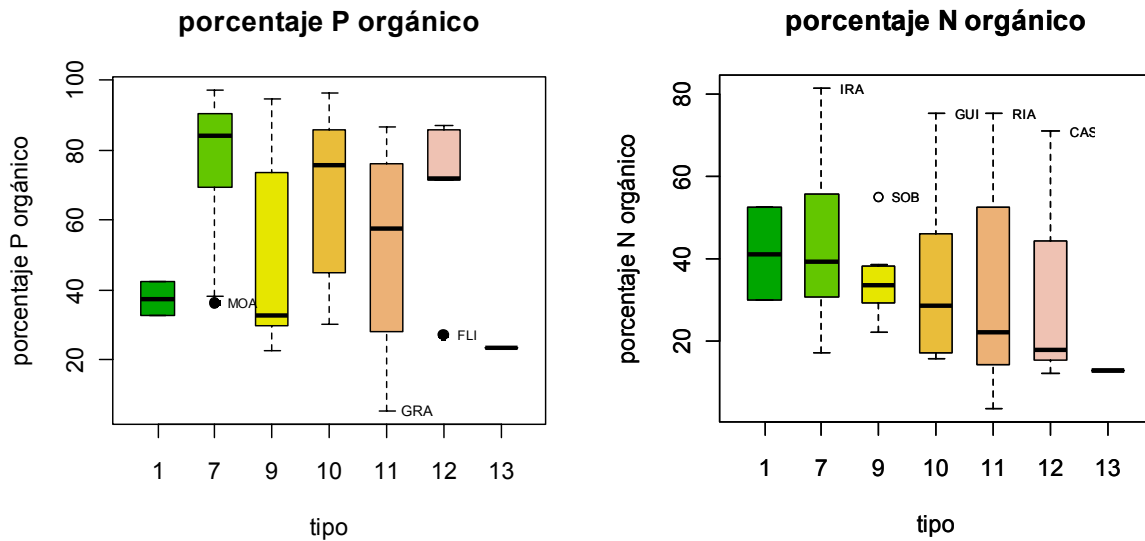 porcentaje P orgánico
porcentaje P orgánico
100
80
60
40
20
MOA
GRA
FLI
1 7 9 10 11 12 13
tipo
porcentaje N orgánico
porcentaje N orgánico
80
60
40
20
IRA
SOB
GUI
RIA
CAS
1 7 9 10 11 12 13
tipo